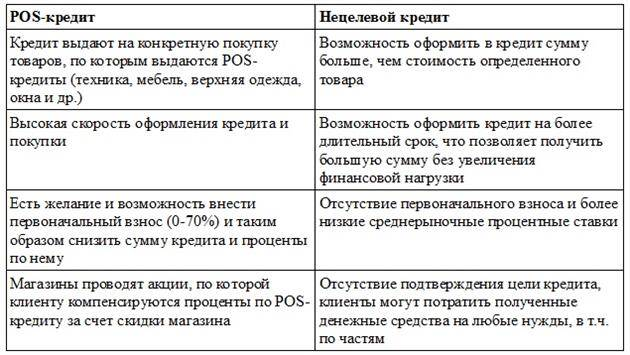 POS-кредит
Нецелевой кредит
Кредит выдают на конкретную покупку
товаров, по которым выдаются POS-
кредиты (техника, мебель, верхняя одежда,
окна и др.)
Возможность оформить в кредит сумму
больше, чем стоимость определенного
товара
Высокая скорость оформления кредита и
покупки
Возможность оформить кредит на более
длительный срок, что позволяет получить
большую сумму без увеличения
финансовой нагрузки
Есть желание и возможность внести
первоначальный взнос (0-70%) и таким
образом снизить сумму кредита и проценты
по нему
Отсутствие первоначального взноса и более
низкие среднерыночные процентные ставки
Магазины проводят акции, по которой
клиенту компенсируются проценты по POS-
кредиту за счет скидки магазина
Отсутствие подтверждения цели кредита,
клиенты могут потратить полученные
денежные средства на любые нужды, в т.ч.
по частям